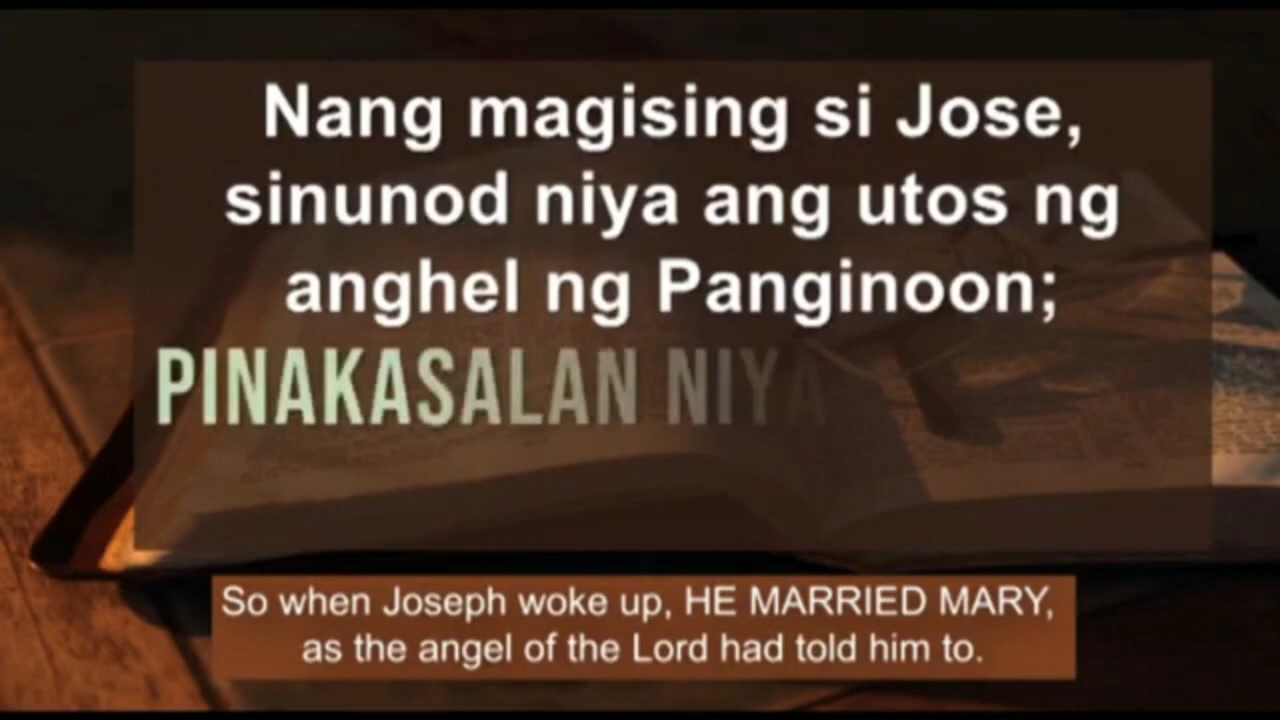 Nang magising si Jose,
sinunod niya ang utos ng
anghel ng Panginoon;
PINAKASALAN NIYA
So when Joseph woke up, HE MARRIED MARY,
as the angel of the Lord had told him to.